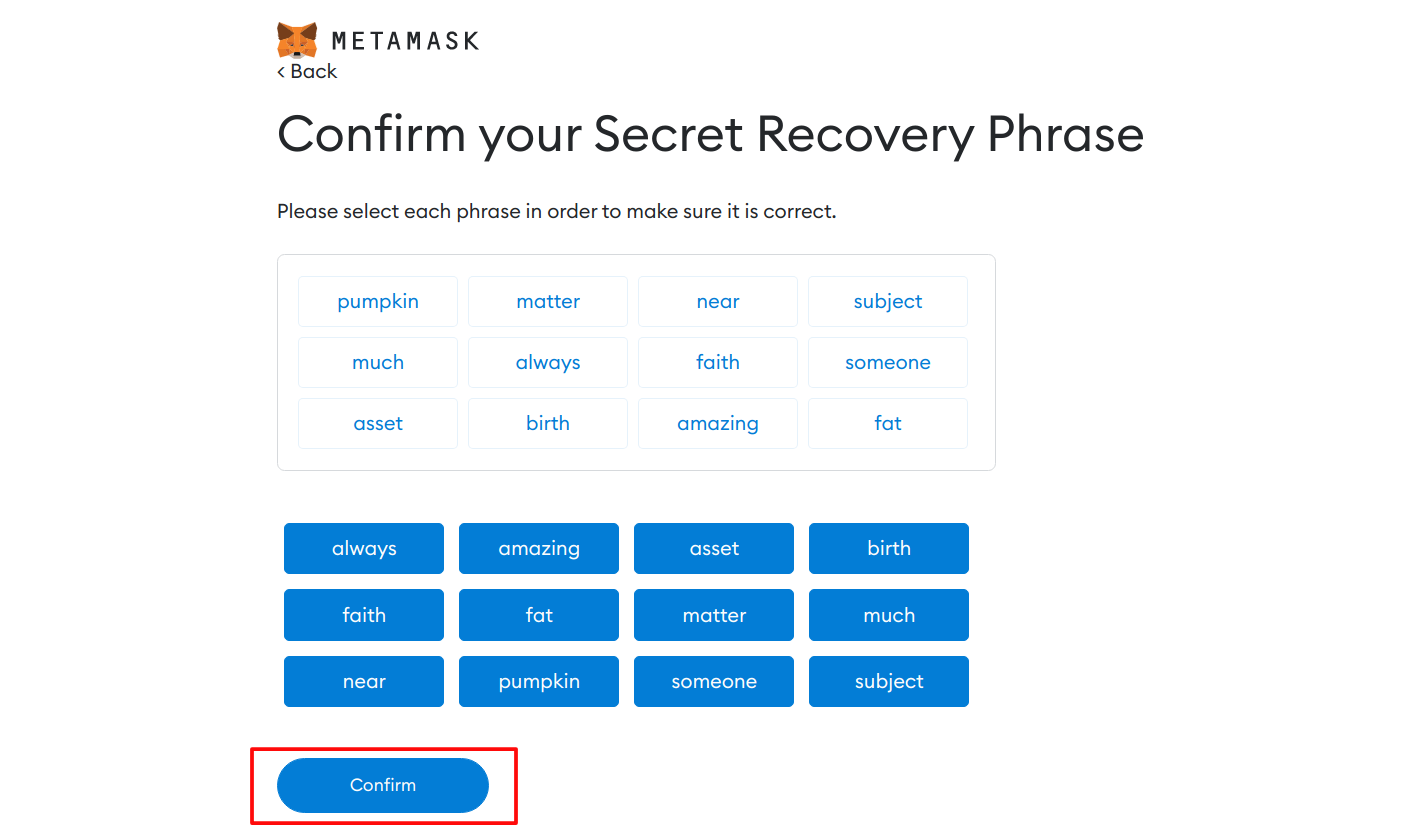 METAMASK
< Back
Confirm your Secret Recovery Phrase
Please select each phrase in order to make sure it is correct.
pumpkin matter near subject
much always faith someone
asset birth amazing fat
always amazing asset birth
faith fat matter much
near pumpkin someone subject
Confirm